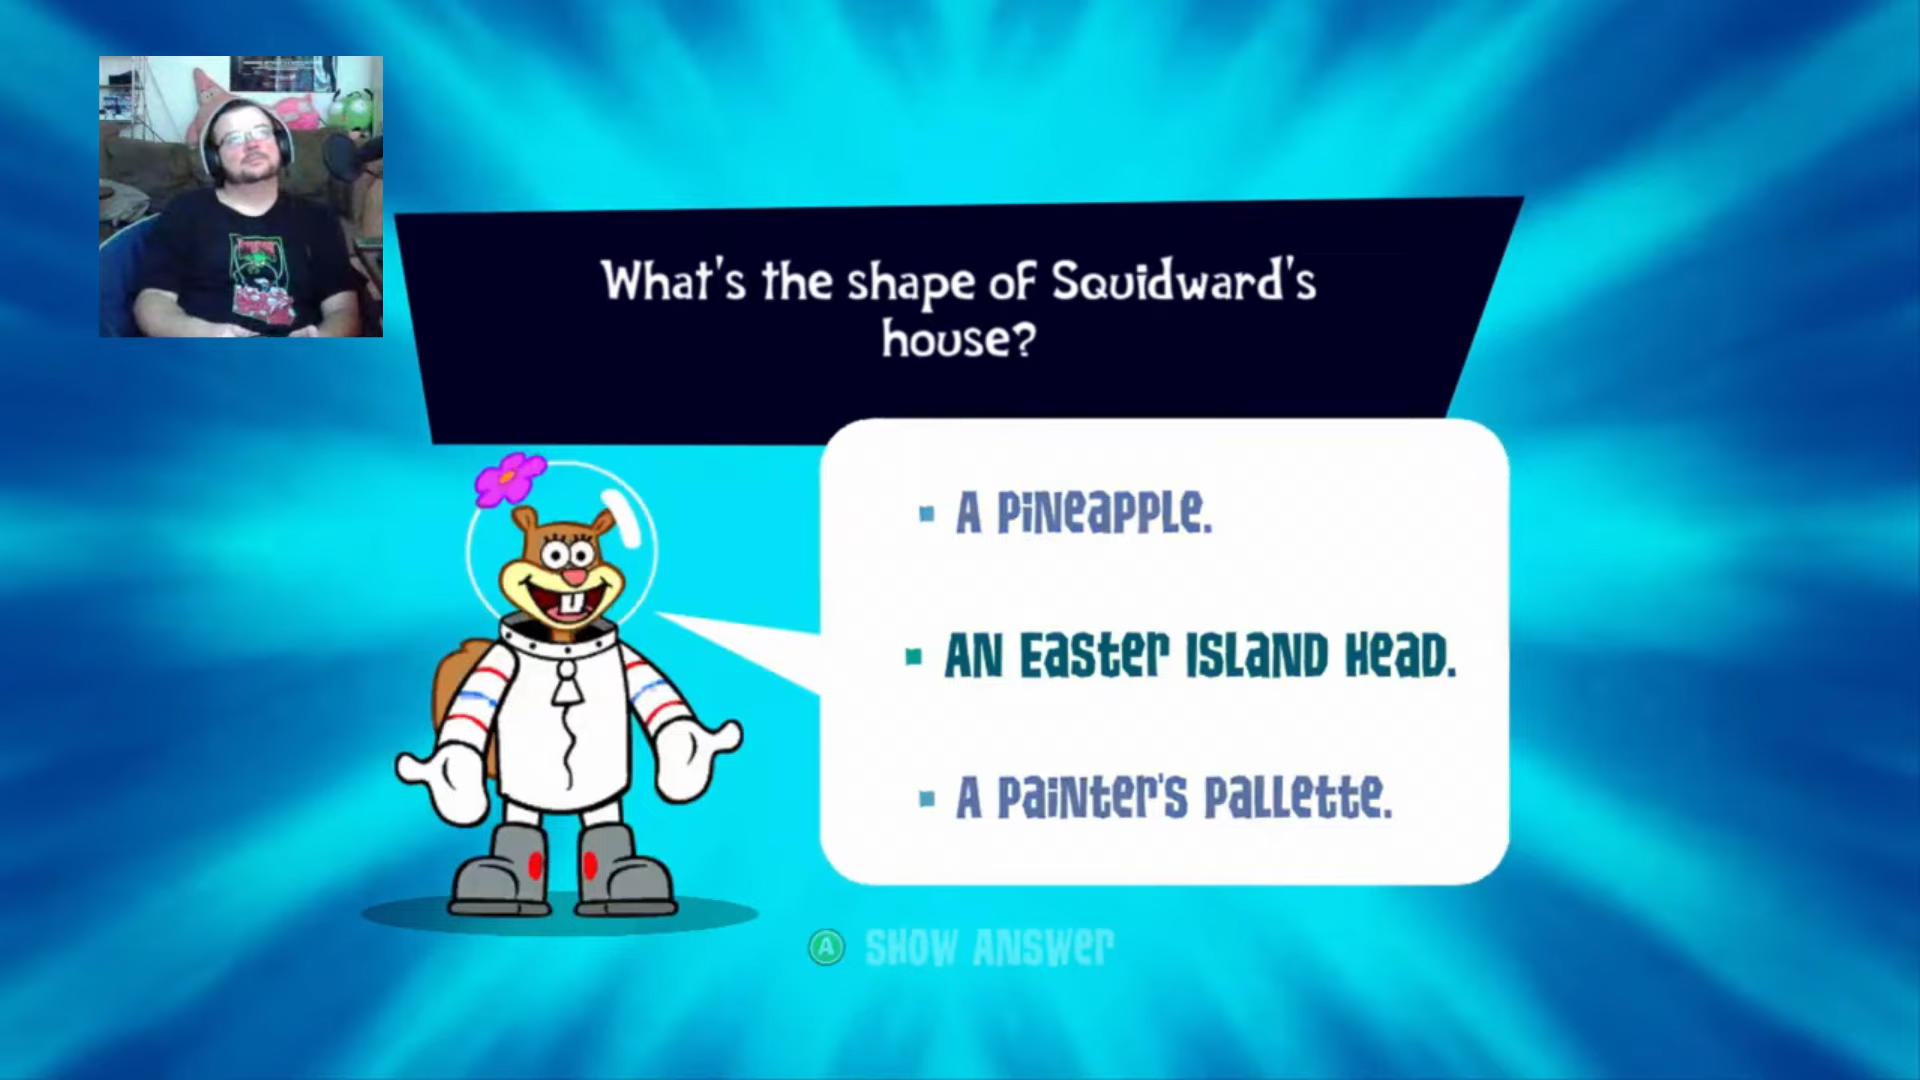 What's the shape of Squidward's
house?
A Pineapple.
An Easter Island Head.
A Painter's Pallette.
A Show Answer